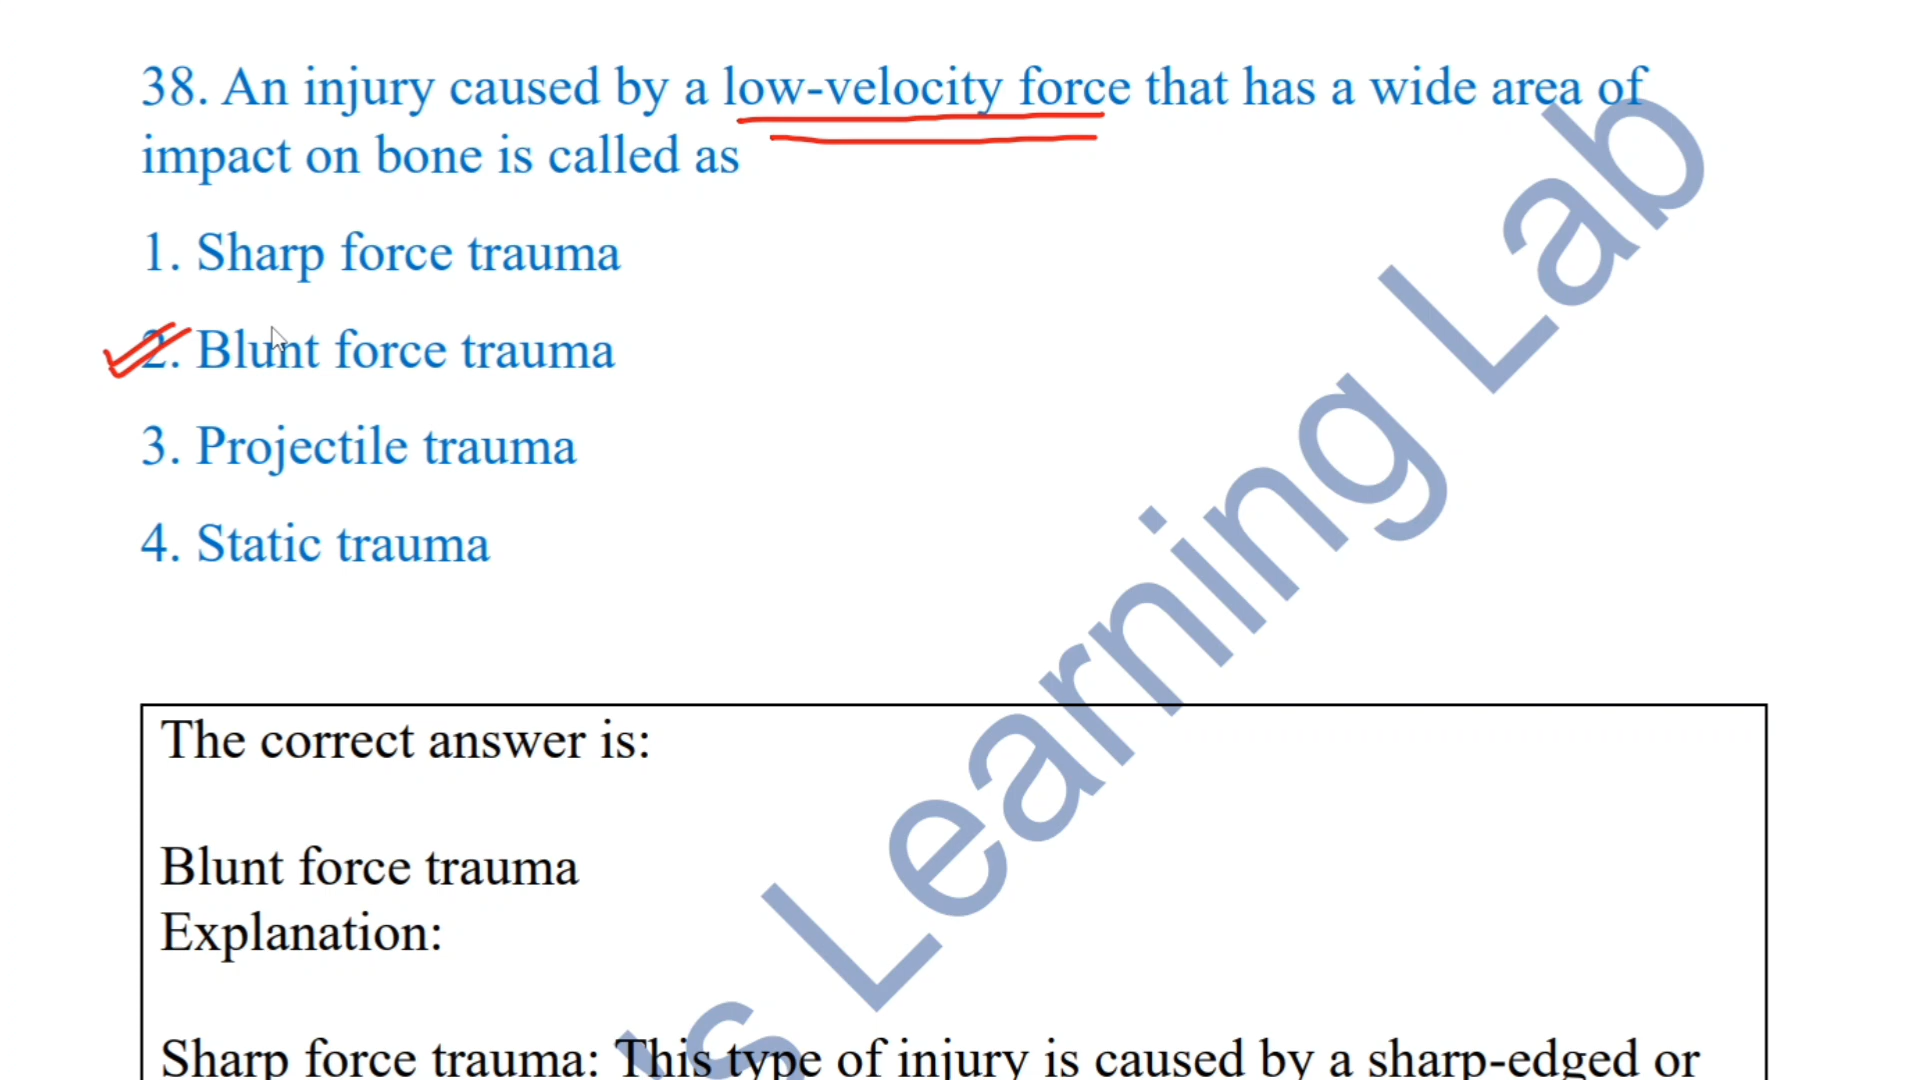 38. An injury caused by a low-velocity force that has a wide area of
impact on bone is called as
1. Sharp force trauma
2. Blunt force trauma
3. Projectile trauma
4. Static trauma
The correct answer is:
Blunt force trauma
Explanation:
Sharp force trauma: This type of injury is caused by a sharp-edged or
's Learning Lab